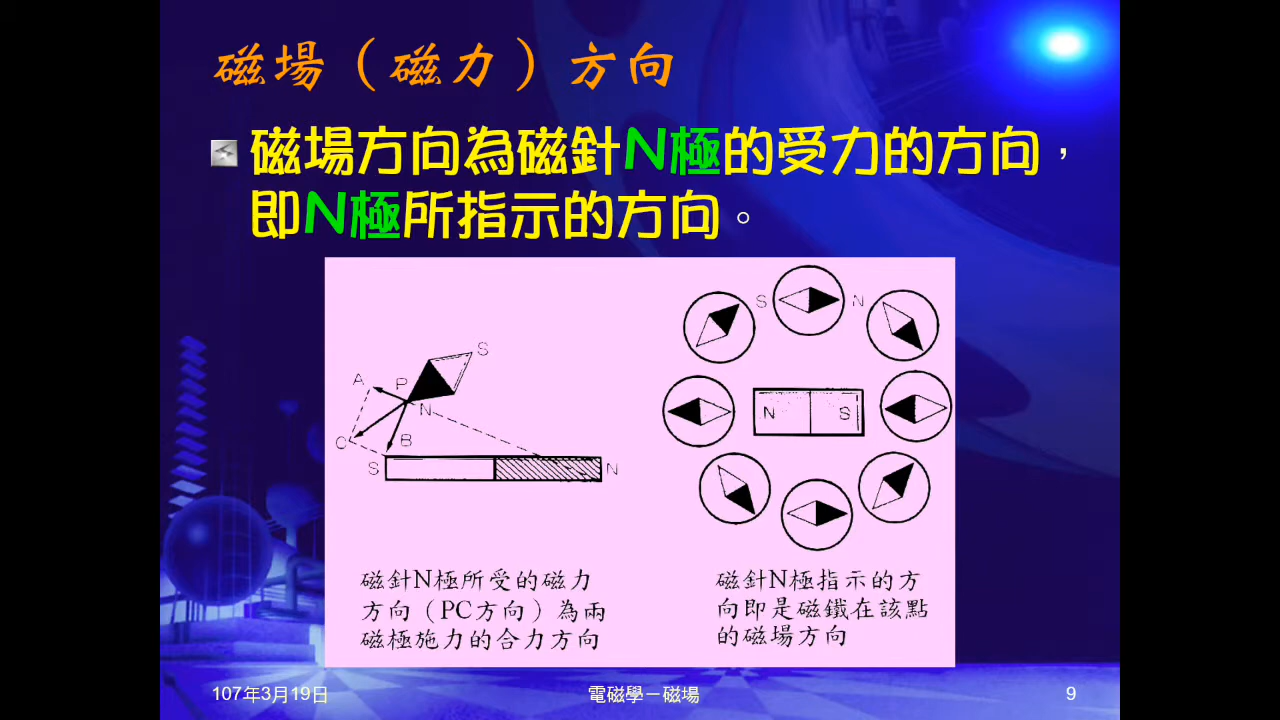 磁場（磁力）方向
磁場方向為磁針N極的受力的方向，
即N極所指示的方向。
S
A
P
N
C
B
S
N
S
N
N
S
磁針N極所受的磁力
方向（PC方向）為兩
磁極施力的合力方向
磁針N極指示的方
向即是磁鐵在該點
的磁場方向
107年3月19日
電磁學－磁場
9